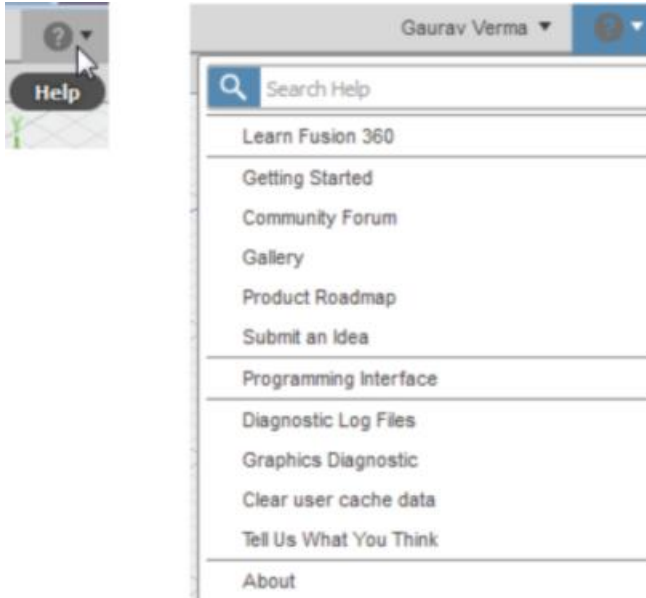 Help
Y
Gaurav Verma
Search Help
Learn Fusion 360
Getting Started
Community Forum
Gallery
Product Roadmap
Submit an Idea
Programming Interface
Diagnostic Log Files
Graphics Diagnostic
Clear user cache data
Tell Us What You Think
About